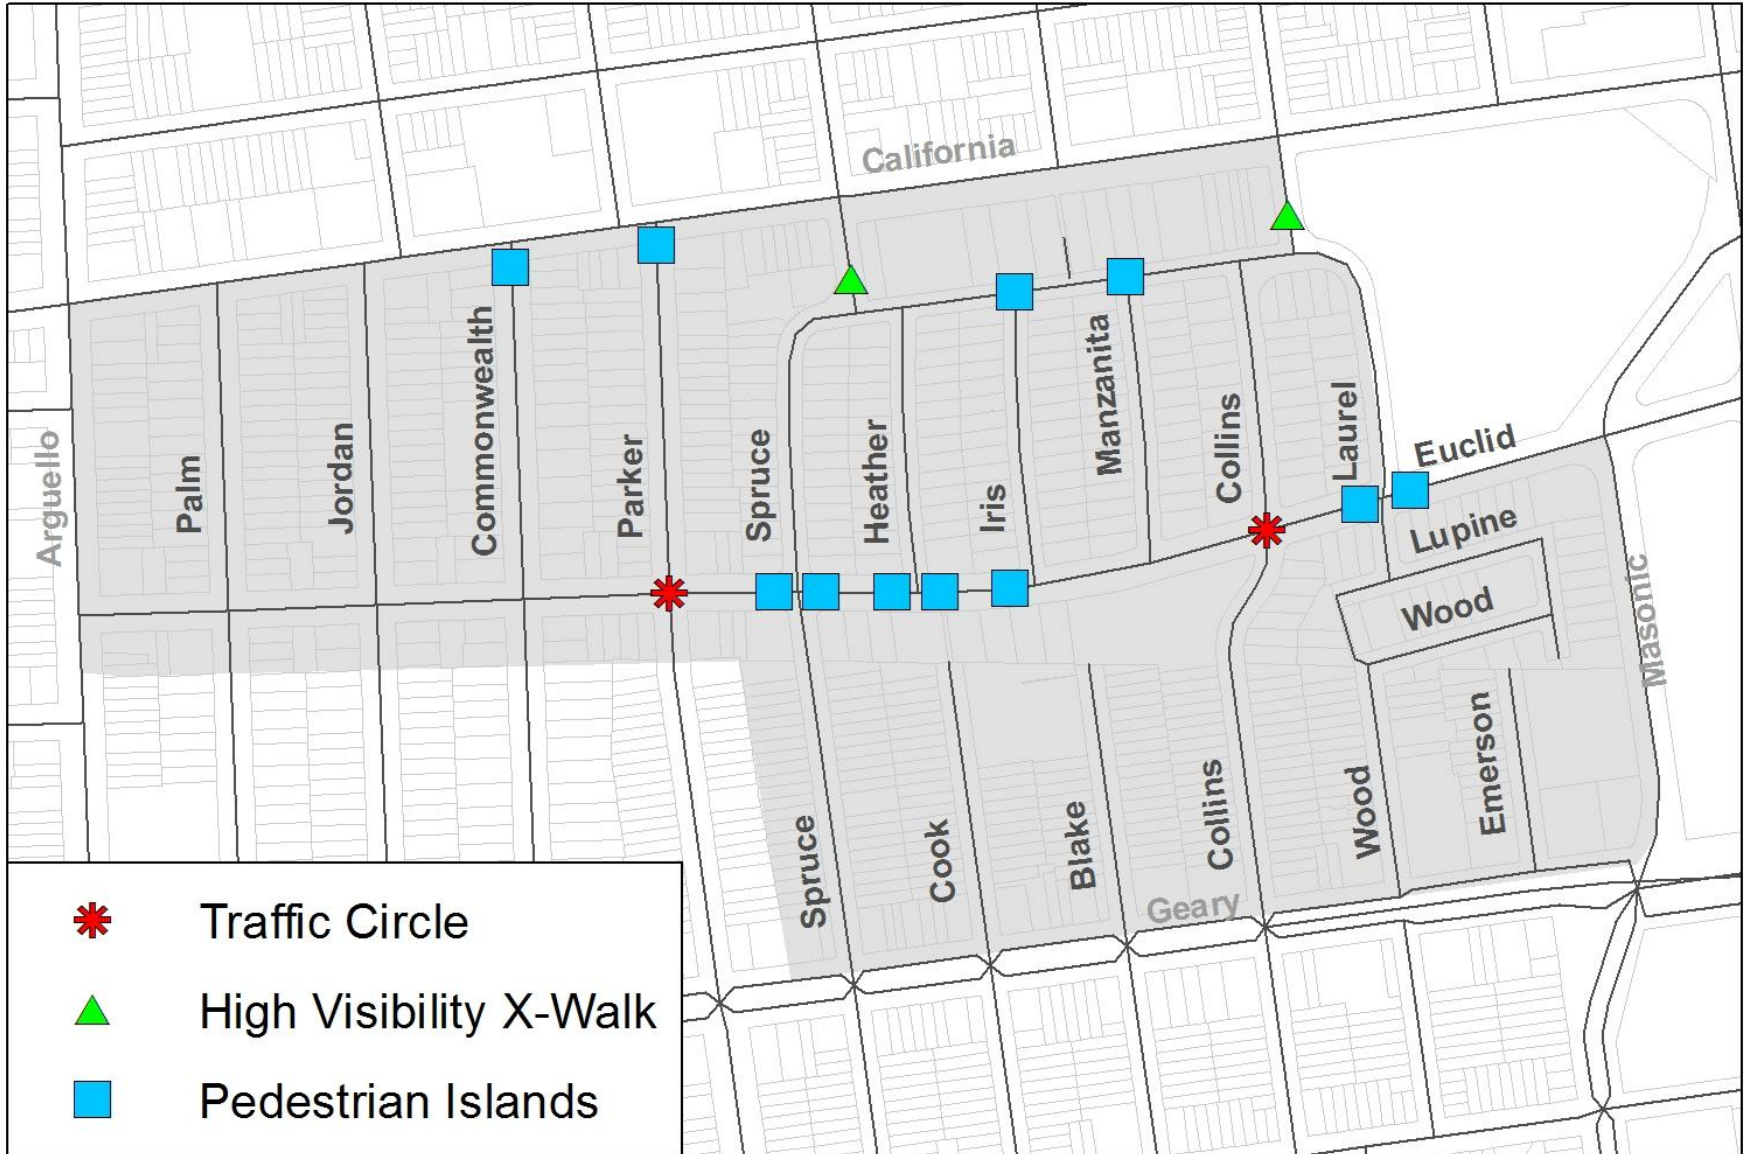 California
Arguello
Palm
Jordan
Commonwealth
Parker
Spruce
Heather
Iris
Manzanita
Collins
Laurel
Euclid
Lupine
Wood
Masonic
Spruce
Cook
Blake
Collins
Wood
Emerson
Geary
Traffic Circle
High Visibility X-Walk
Pedestrian Islands